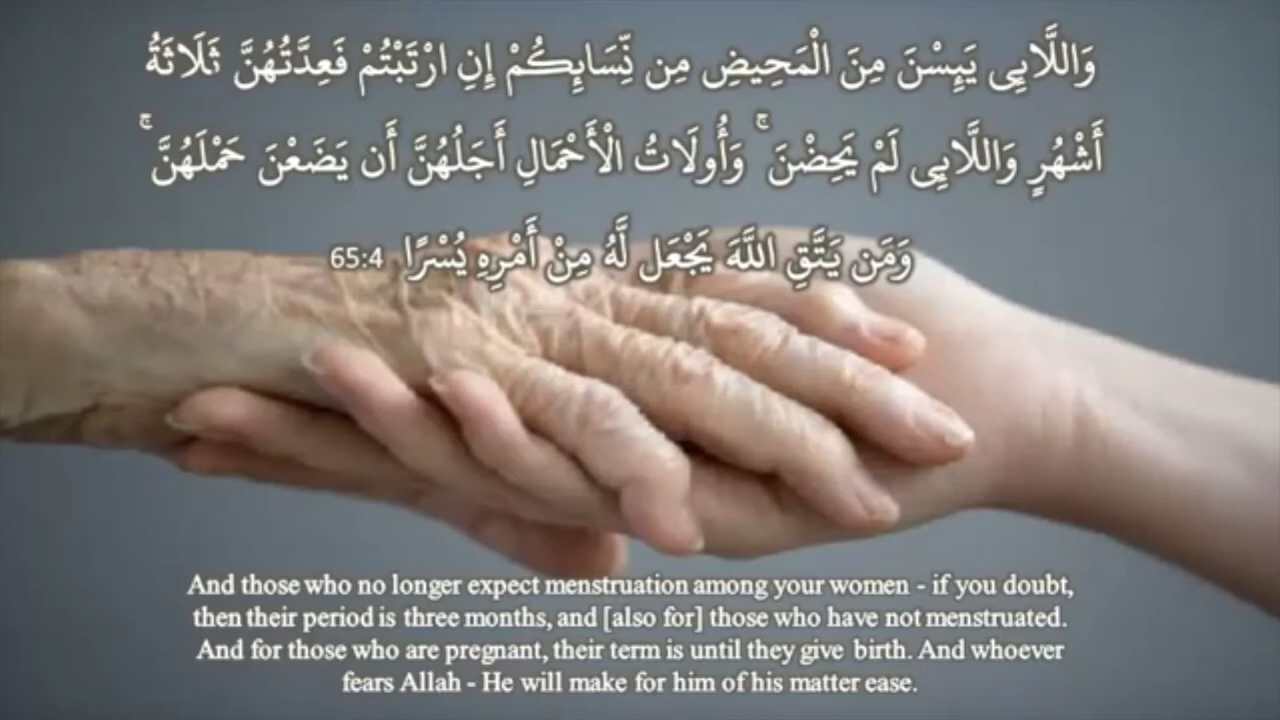 وَاللَّايِى يَيِسْنَ مِنَ الْمَحِيضِ مِن نِّسَايِكُمْ إِنِ ارْتَبْتُمْ فَعِدَّتُهُنَّ ثَلَاثَةُ
أَشْهُرٍ وَاللَّايِى لَمْ يَحِضْنَ ۚ وَأُولَاتُ الْأَحْمَالِ أَجَلُهُنَّ أَن يَضَعْنَ حَمْلَهُنَّ ۚ
وَمَن يَتَّقِ اللَّهَ يَجْعَل لَّهُ مِنْ أَمْرِهِ يُسْرًا 65:4
And those who no longer expect menstruation among your women - if you doubt,
then their period is three months, and [also for] those who have not menstruated.
And for those who are pregnant, their term is until they give birth. And whoever
fears Allah - He will make for him of his matter ease.